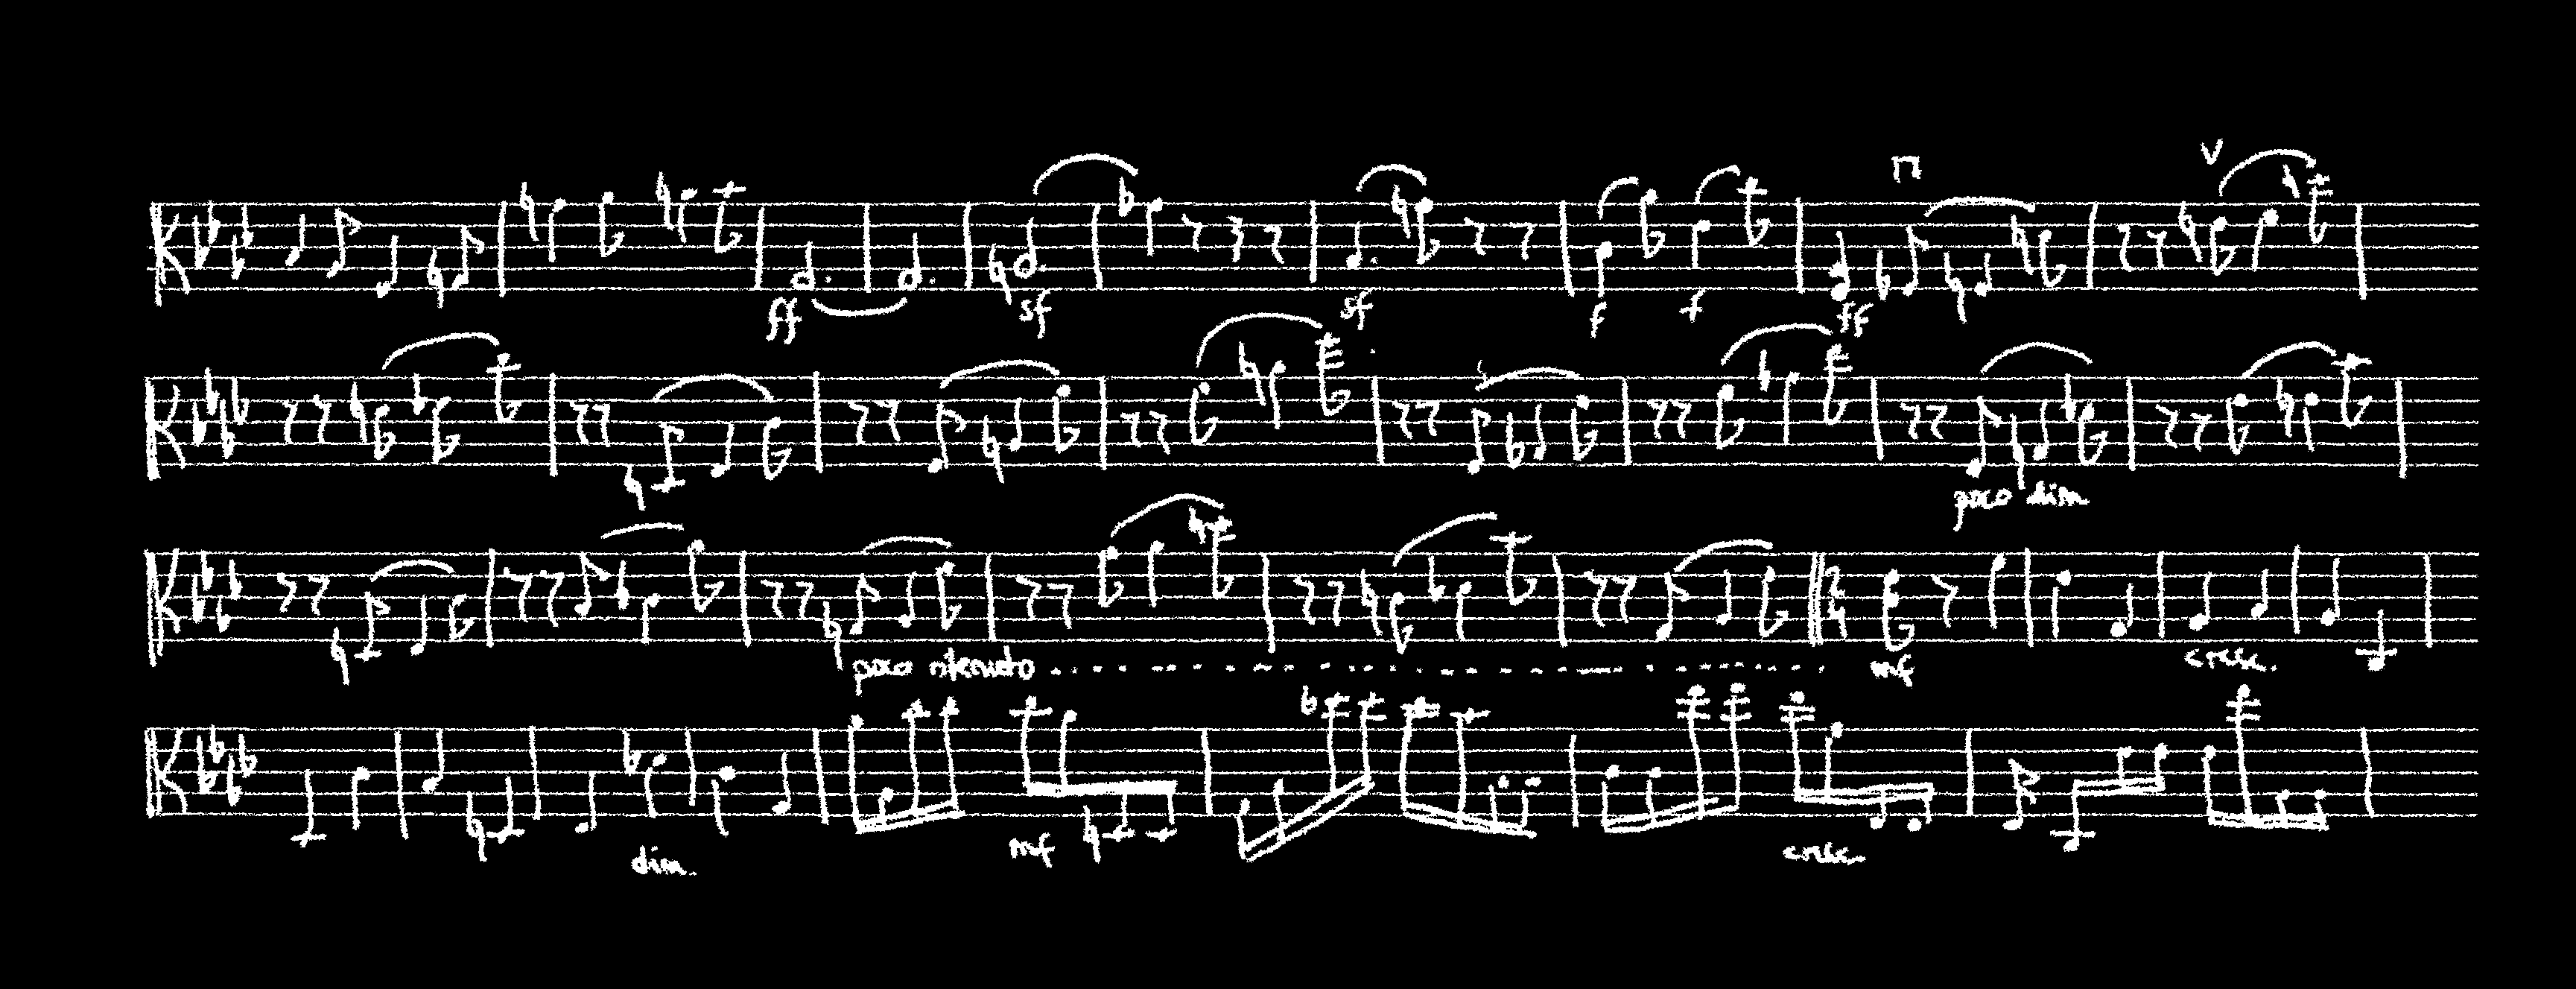 ff sf sf f f ff
poco dim
poco ritenuto mf cresc.
dim. mf cresc.